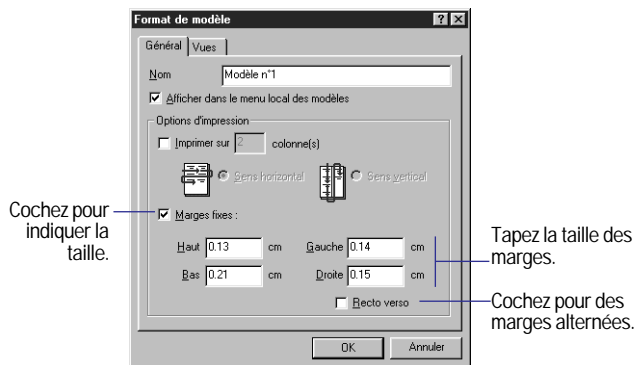 Format de modèle
Général Vues
Nom Modèle n°1
Afficher dans le menu local des modèles
Options d'impression
Imprimer sur 2 colonne(s)
Sens horizontal Sens vertical
Cochez pour
indiquer la
taille.
Marges fixes :
Haut 0.13 cm Gauche 0.14 cm
Bas 0.21 cm Droite 0.15 cm
Tapez la taille des
marges.
Recto verso
Cochez pour des
marges alternées.
OK Annuler